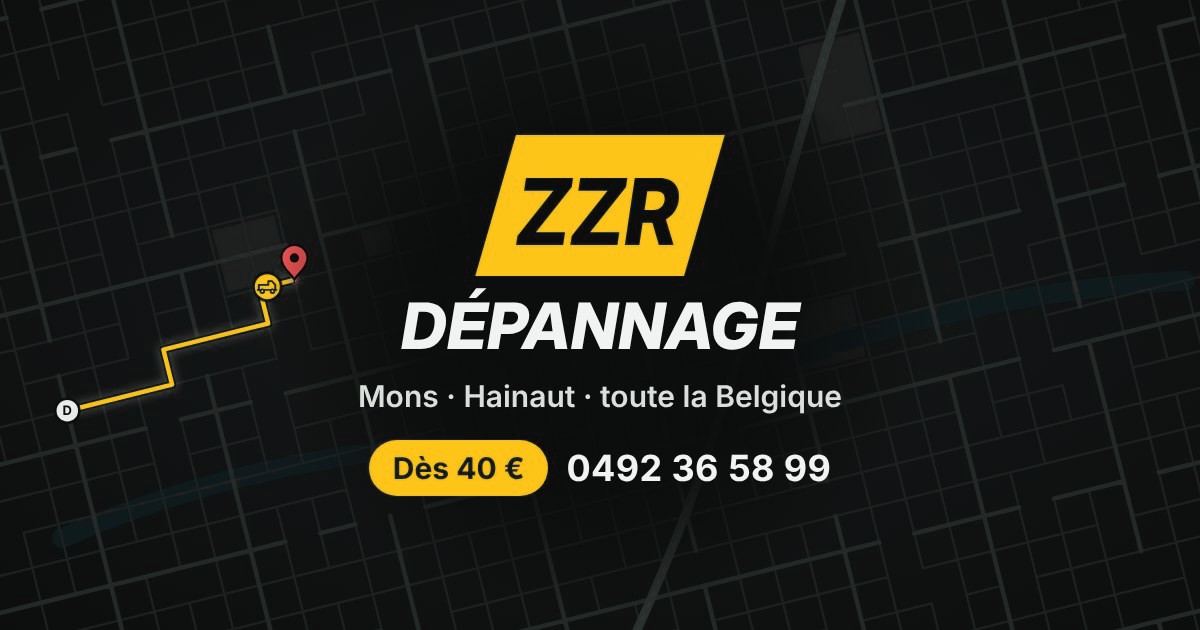 ZZR
DÉPANNAGE
Mons · Hainaut · toute la Belgique
Dès 40 € 0492 36 58 99
D